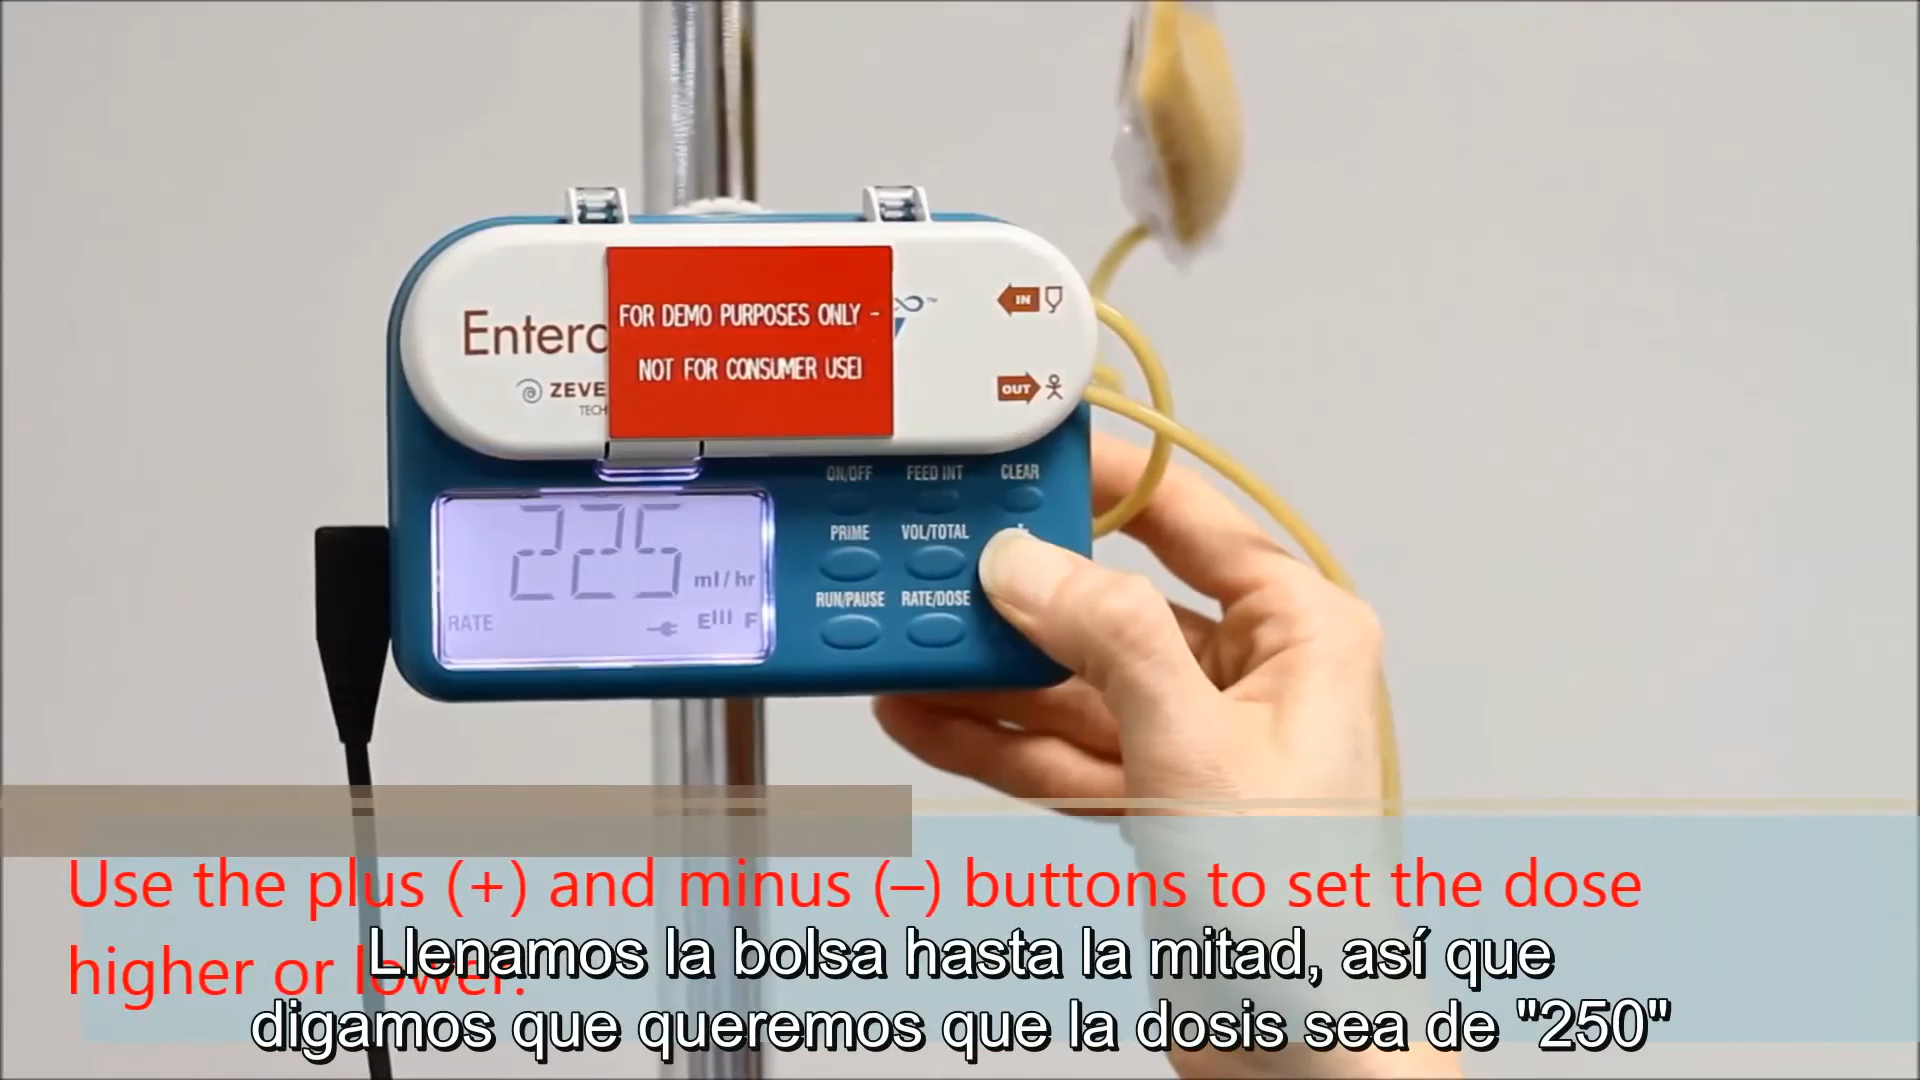 Entero
∞™
ZEVE
TECH
FOR DEMO PURPOSES ONLY -
NOT FOR CONSUMER USE!
IN
OUT
ON/OFF FEED INT CLEAR
PRIME VOL/TOTAL +
RUN/PAUSE RATE/DOSE
225 ml/hr
RATE E F
Use the plus (+) and minus (–) buttons to set the dose
higher or lower.
Llenamos la bolsa hasta la mitad, así que
digamos que queremos que la dosis sea de "250"